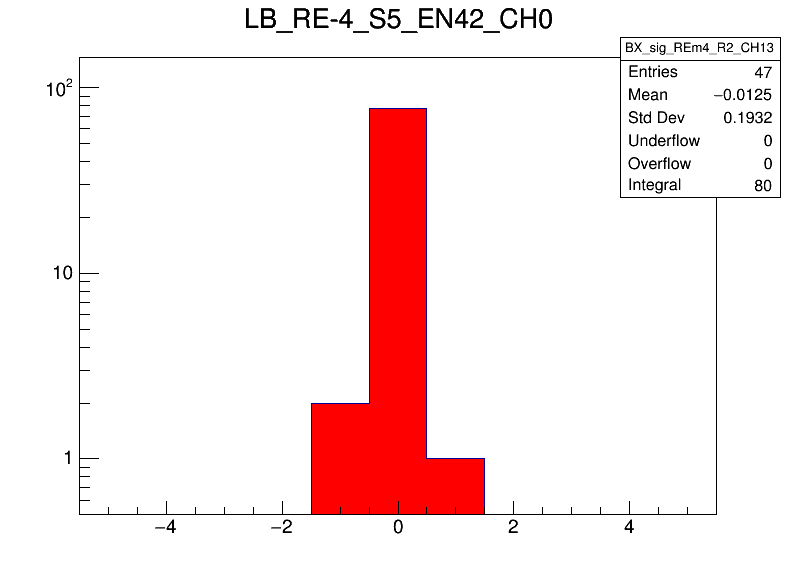 LB_RE-4_S5_EN42_CH0
BX_sig_REm4_R2_CH13
Entries 47
Mean −0.0125
Std Dev 0.1932
Underflow 0
Overflow 0
Integral 80
10²
10
1
−4 −2 0 2 4